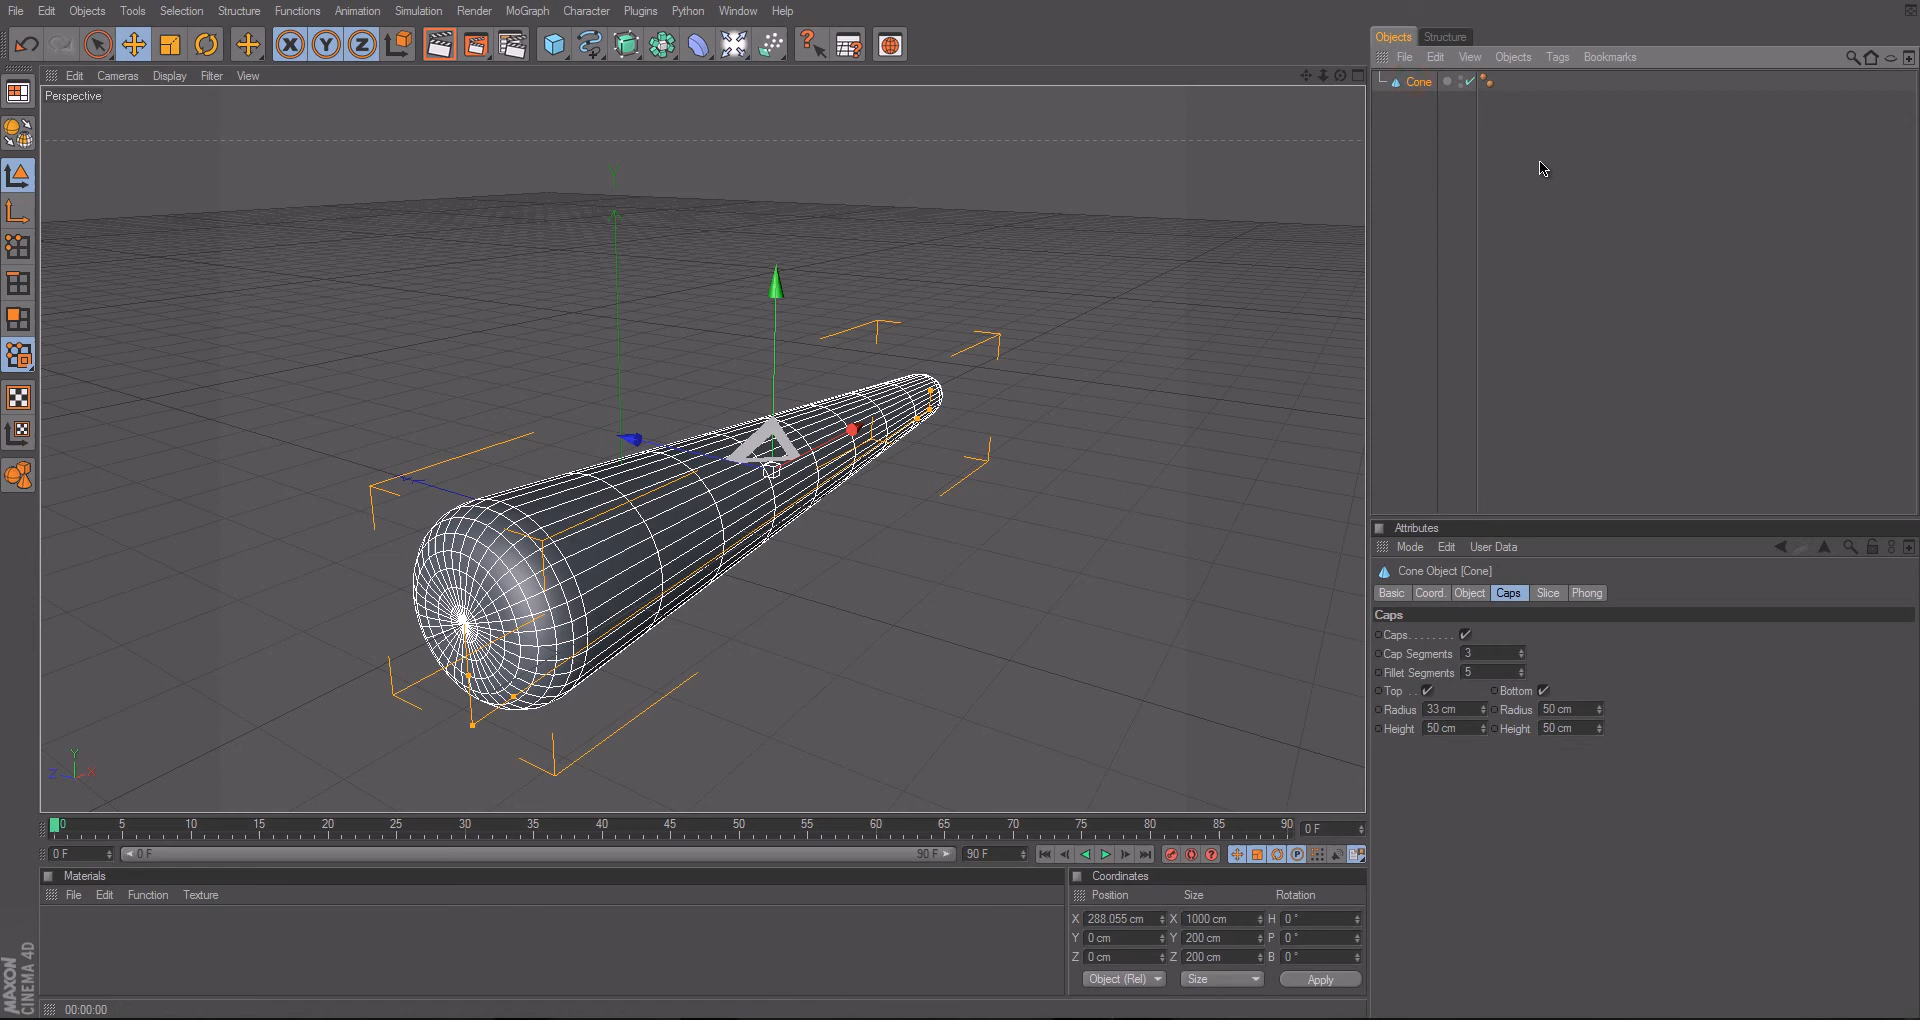 File Edit Objects Tools Selection Structure Functions Animation Simulation Render MoGraph Character Plugins Python Window Help
Objects Structure
File Edit View Objects Tags Bookmarks
Cone
Edit Cameras Display Filter View
Perspective
Y
Y
Z X
Attributes
Mode Edit User Data
Cone Object [Cone]
Basic Coord. Object Caps Slice Phong
Caps
Caps. . . . . . . .
Cap Segments 3
Fillet Segments 5
Top . . Bottom
Radius 33 cm Radius 50 cm
Height 50 cm Height 50 cm
0 5 10 15 20 25 30 35 40 45 50 55 60 65 70 75 80 85 90 0 F
0 F 0 F 90 F 90 F
Materials
File Edit Function Texture
Coordinates
Position Size Rotation
X 288.055 cm X 1000 cm H 0 °
Y 0 cm Y 200 cm P 0 °
Z 0 cm Z 200 cm B 0 °
Object (Rel) Size Apply
MAXON
CINEMA 4D
00:00:00